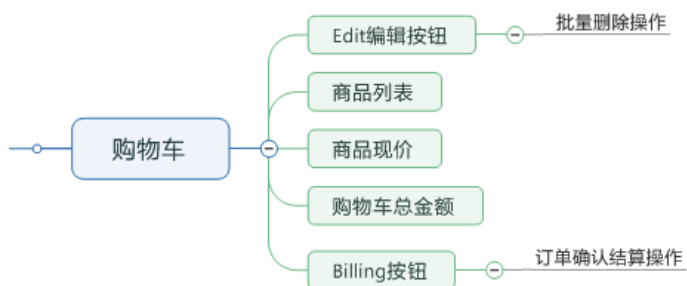 购物车
Edit编辑按钮
批量删除操作
商品列表
商品现价
购物车总金额
Billing按钮
订单确认结算操作